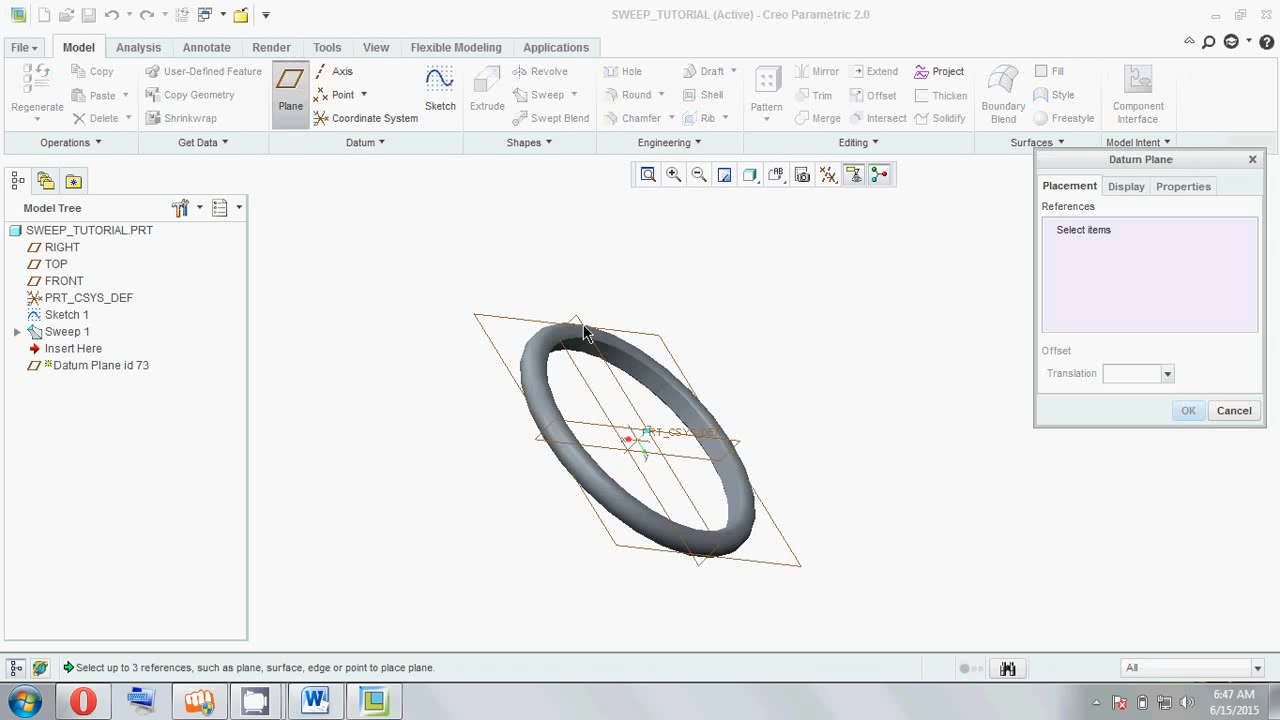 SWEEP_TUTORIAL (Active) - Creo Parametric 2.0
File Model Analysis Annotate Render Tools View Flexible Modeling Applications
Copy User-Defined Feature Axis Revolve Hole Draft Mirror Extend Project Fill
Regenerate Paste Copy Geometry Plane Point Sketch Extrude Sweep Round Shell Pattern Trim Offset Thicken Boundary Blend Style Component Interface
Delete Shrinkwrap Coordinate System Swept Blend Chamfer Rib Merge Intersect Solidify Freestyle
Operations Get Data Datum Shapes Engineering Editing Surfaces Model Intent
Datum Plane
Placement Display Properties
References
Select items
Offset
Translation
OK Cancel
Model Tree
SWEEP_TUTORIAL.PRT
RIGHT
TOP
FRONT
PRT_CSYS_DEF
Sketch 1
Sweep 1
Insert Here
Datum Plane id 73
PRT_CSYS_DEF
y
Select up to 3 references, such as plane, surface, edge or point to place plane.
All
6:47 AM
6/15/2015